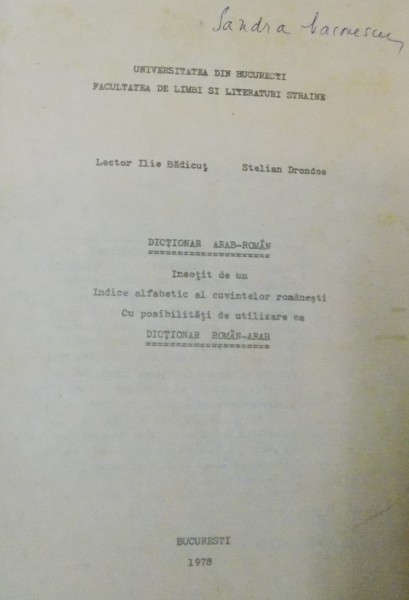 Sandra
UNIVERSITATEA DIN BUCURESTI
FACULTATEA DE LIMBI SI LITERATURI STRAINE
Lector Ilie Bădicuţ Stelian Drondoe
DICŢIONAR ARAB-ROMÂN
Insoţit de un
Indice alfabetic al cuvintelor româneşti
Cu posibilităţi de utilizare ca
DICŢIONAR ROMÂN-ARAB
BUCURESTI
1978